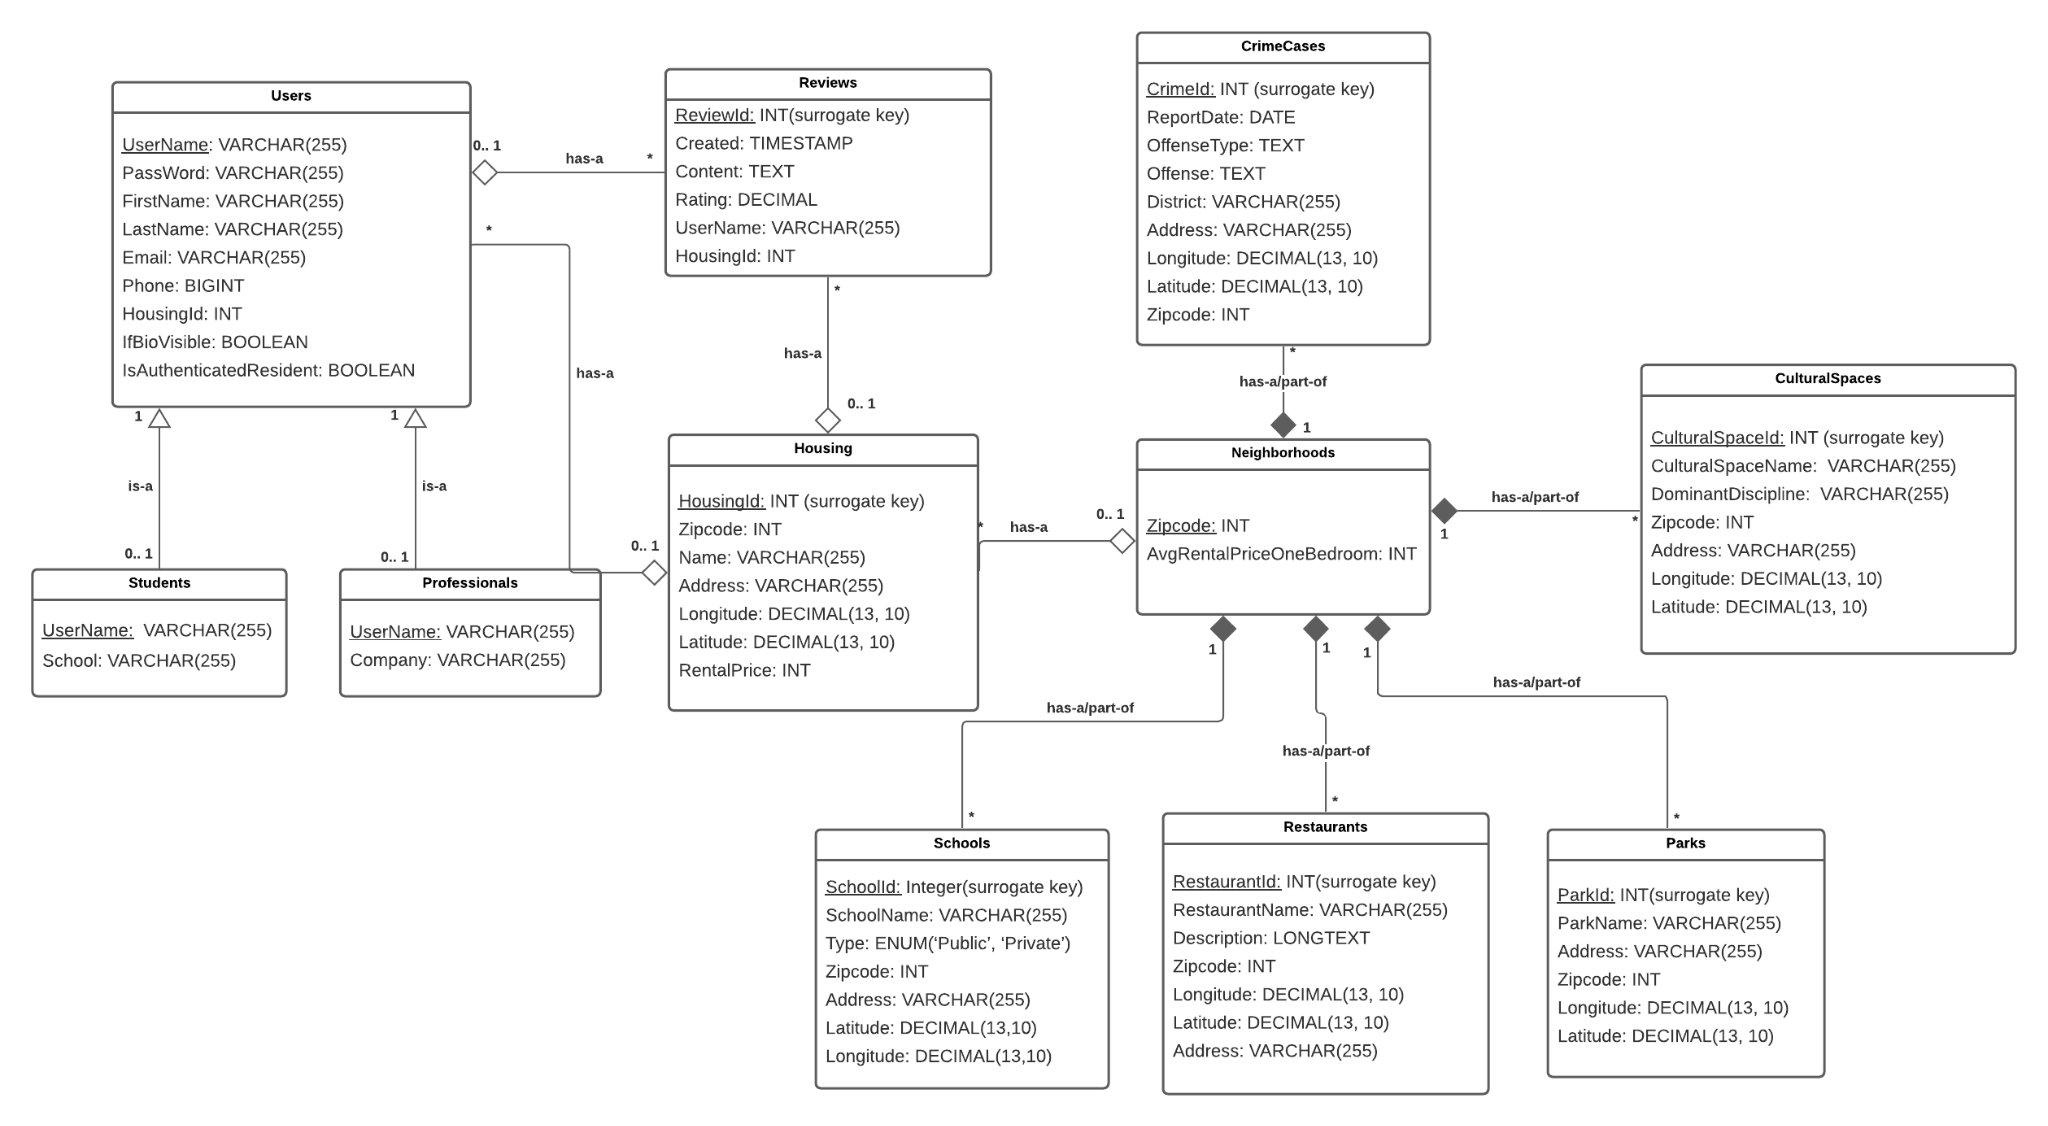 Users
UserName: VARCHAR(255)
PassWord: VARCHAR(255)
FirstName: VARCHAR(255)
LastName: VARCHAR(255)
Email: VARCHAR(255)
Phone: BIGINT
HousingId: INT
IfBioVisible: BOOLEAN
IsAuthenticatedResident: BOOLEAN
0.. 1
has-a
*
Reviews
ReviewId: INT(surrogate key)
Created: TIMESTAMP
Content: TEXT
Rating: DECIMAL
UserName: VARCHAR(255)
HousingId: INT
*
has-a
0.. 1
*
has-a
0.. 1
1
is-a
0.. 1
1
is-a
0.. 1
Students
UserName:  VARCHAR(255)
School: VARCHAR(255)
Professionals
UserName: VARCHAR(255)
Company: VARCHAR(255)
Housing
HousingId: INT (surrogate key)
Zipcode: INT
Name: VARCHAR(255)
Address: VARCHAR(255)
Longitude: DECIMAL(13, 10)
Latitude: DECIMAL(13, 10)
RentalPrice: INT
*
has-a
0.. 1
CrimeCases
CrimeId: INT (surrogate key)
ReportDate: DATE
OffenseType: TEXT
Offense: TEXT
District: VARCHAR(255)
Address: VARCHAR(255)
Longitude: DECIMAL(13, 10)
Latitude: DECIMAL(13, 10)
Zipcode: INT
*
has-a/part-of
1
Neighborhoods
Zipcode: INT
AvgRentalPriceOneBedroom: INT
1
has-a/part-of
*
CulturalSpaces
CulturalSpaceId: INT (surrogate key)
CulturalSpaceName:  VARCHAR(255)
DominantDiscipline:  VARCHAR(255)
Zipcode: INT
Address: VARCHAR(255)
Longitude: DECIMAL(13, 10)
Latitude: DECIMAL(13, 10)
1
has-a/part-of
*
1
has-a/part-of
*
1
has-a/part-of
*
Schools
SchoolId: Integer(surrogate key)
SchoolName: VARCHAR(255)
Type: ENUM(‘Public’, ‘Private’)
Zipcode: INT
Address: VARCHAR(255)
Latitude: DECIMAL(13,10)
Longitude: DECIMAL(13,10)
Restaurants
RestaurantId: INT(surrogate key)
RestaurantName: VARCHAR(255)
Description: LONGTEXT
Zipcode: INT
Longitude: DECIMAL(13, 10)
Latitude: DECIMAL(13, 10)
Address: VARCHAR(255)
Parks
ParkId: INT(surrogate key)
ParkName: VARCHAR(255)
Address: VARCHAR(255)
Zipcode: INT
Longitude: DECIMAL(13, 10)
Latitude: DECIMAL(13, 10)